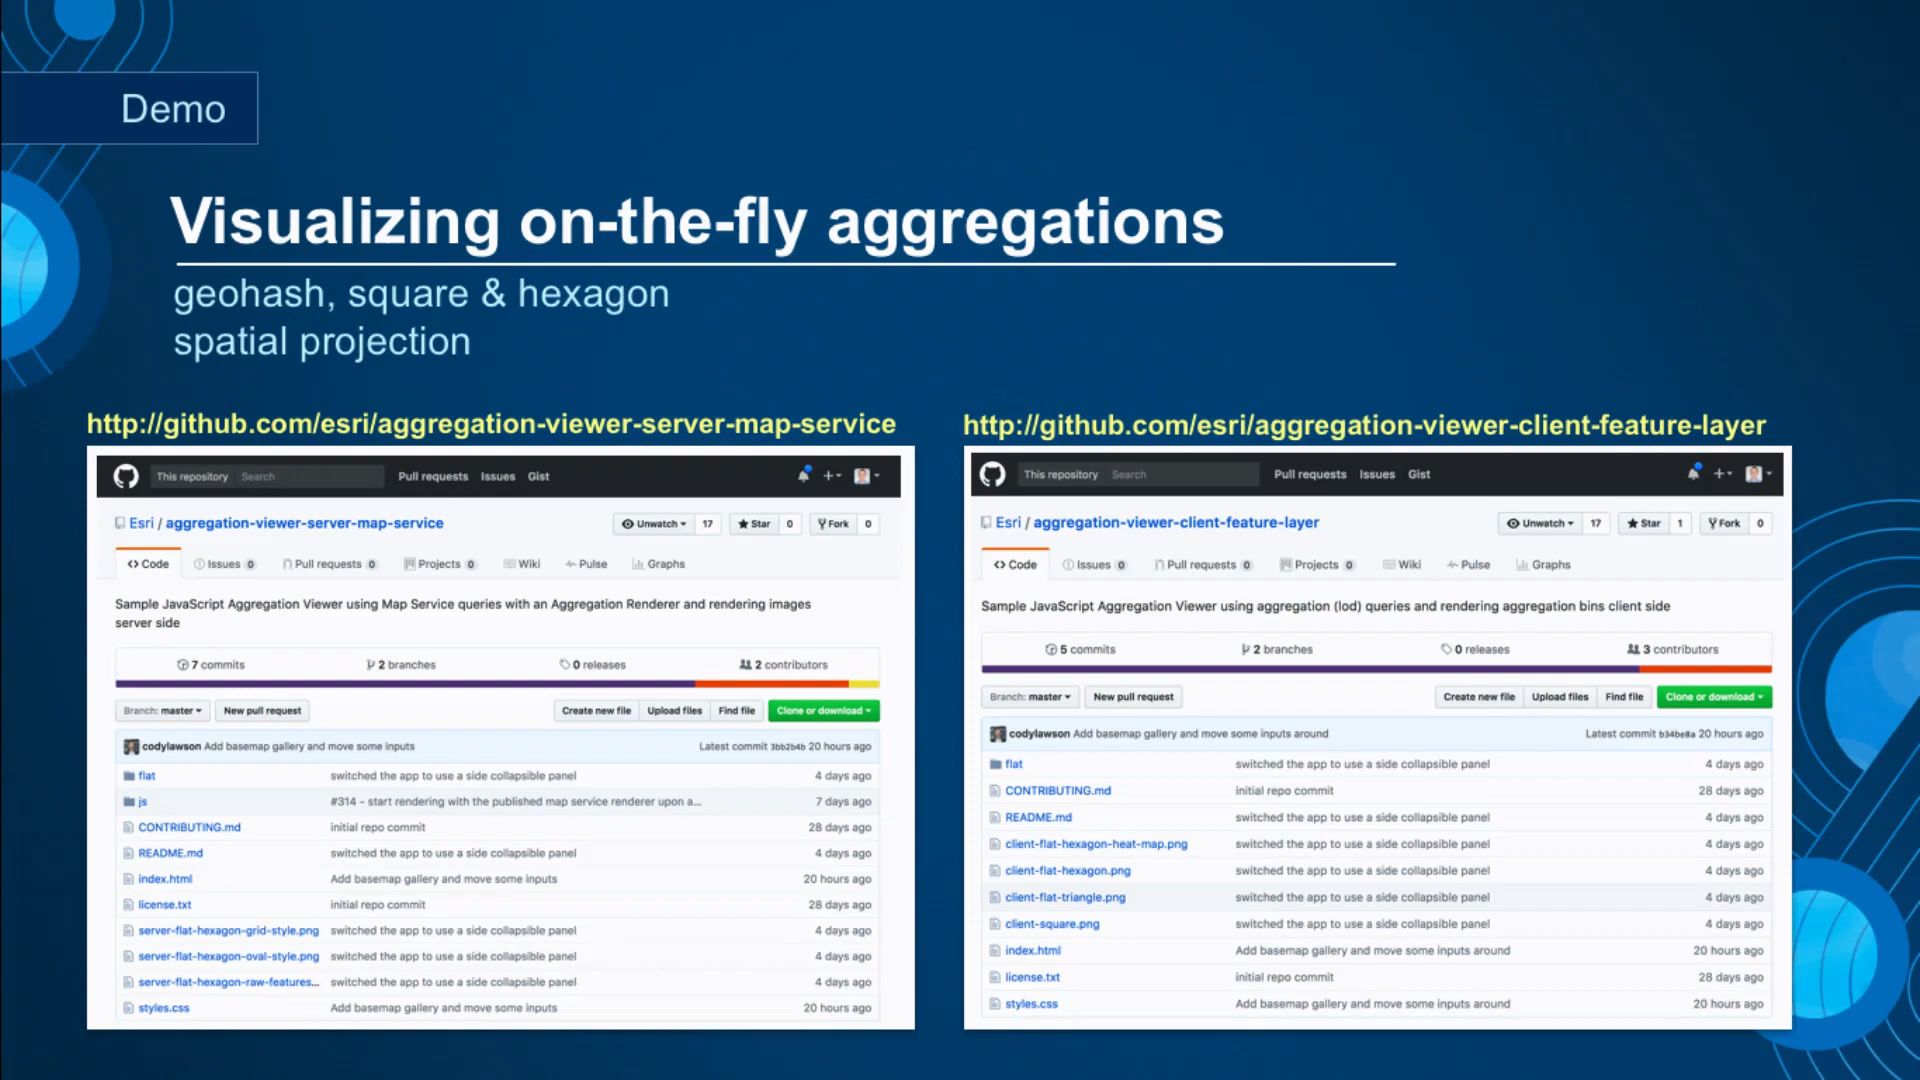 Demo
Visualizing on-the-fly aggregations
geohash, square & hexagon
spatial projection
http://github.com/esri/aggregation-viewer-server-map-service
This repository Search Pull requests Issues Gist
Esri / aggregation-viewer-server-map-service Unwatch 17 Star 0 Fork 0
Code Issues 0 Pull requests 0 Projects 0 Wiki Pulse Graphs
Sample JavaScript Aggregation Viewer using Map Service queries with an Aggregation Renderer and rendering images
server side
7 commits 2 branches 0 releases 2 contributors
Branch: master New pull request Create new file Upload files Find file Clone or download
codylawson Add basemap gallery and move some inputs Latest commit 3bb2b4b 20 hours ago
flat switched the app to use a side collapsible panel 4 days ago
js #314 - start rendering with the published map service renderer upon a... 7 days ago
CONTRIBUTING.md initial repo commit 28 days ago
README.md switched the app to use a side collapsible panel 4 days ago
index.html Add basemap gallery and move some inputs 20 hours ago
license.txt initial repo commit 28 days ago
server-flat-hexagon-grid-style.png switched the app to use a side collapsible panel 4 days ago
server-flat-hexagon-oval-style.png switched the app to use a side collapsible panel 4 days ago
server-flat-hexagon-raw-features... switched the app to use a side collapsible panel 4 days ago
styles.css Add basemap gallery and move some inputs 20 hours ago
http://github.com/esri/aggregation-viewer-client-feature-layer
This repository Search Pull requests Issues Gist
Esri / aggregation-viewer-client-feature-layer Unwatch 17 Star 1 Fork 0
Code Issues 0 Pull requests 0 Projects 0 Wiki Pulse Graphs
Sample JavaScript Aggregation Viewer using aggregation (lod) queries and rendering aggregation bins client side
5 commits 2 branches 0 releases 3 contributors
Branch: master New pull request Create new file Upload files Find file Clone or download
codylawson Add basemap gallery and move some inputs around Latest commit b34be8a 20 hours ago
flat switched the app to use a side collapsible panel 4 days ago
CONTRIBUTING.md initial repo commit 28 days ago
README.md switched the app to use a side collapsible panel 4 days ago
client-flat-hexagon-heat-map.png switched the app to use a side collapsible panel 4 days ago
client-flat-hexagon.png switched the app to use a side collapsible panel 4 days ago
client-flat-triangle.png switched the app to use a side collapsible panel 4 days ago
client-square.png switched the app to use a side collapsible panel 4 days ago
index.html Add basemap gallery and move some inputs around 20 hours ago
license.txt initial repo commit 28 days ago
styles.css Add basemap gallery and move some inputs around 20 hours ago